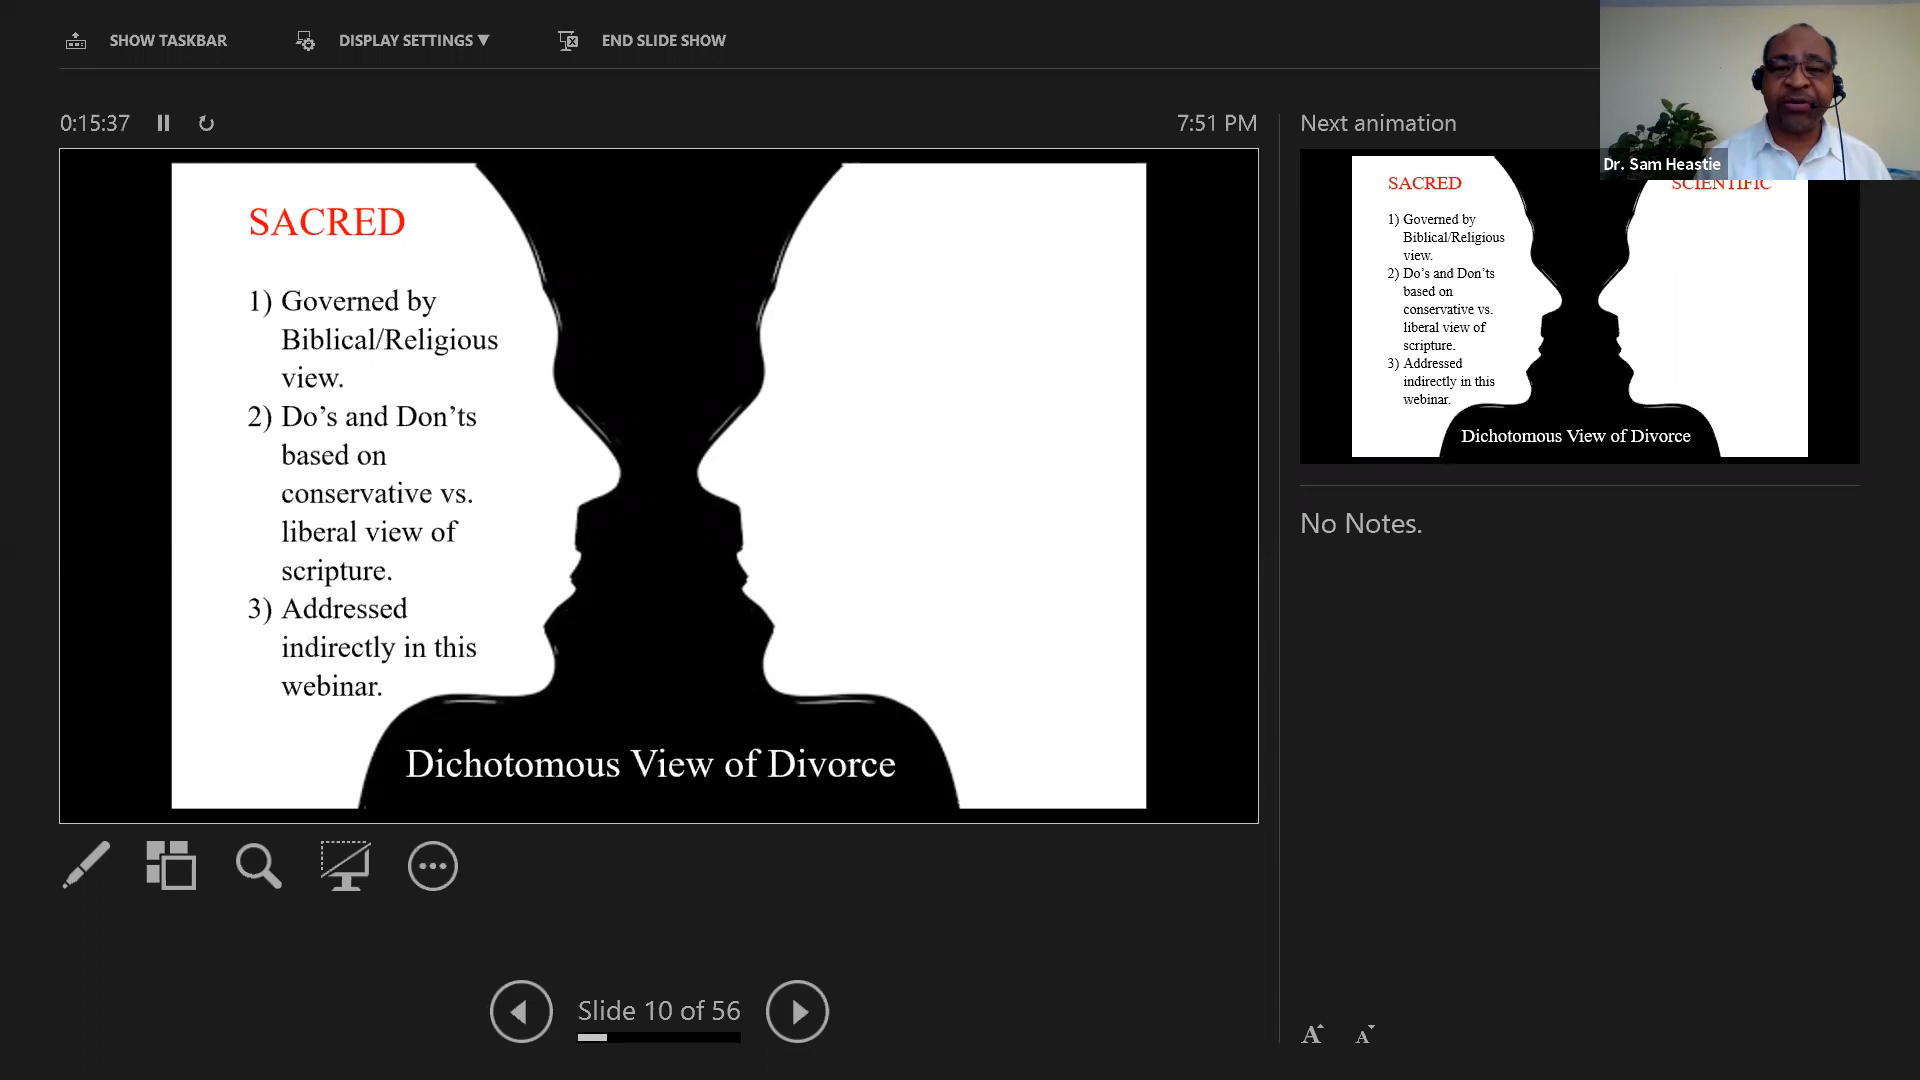 SHOW TASKBAR
DISPLAY SETTINGS ▼
END SLIDE SHOW
0:15:37
7:51 PM
SACRED
1) Governed by
Biblical/Religious
view.
2) Do’s and Don’ts
based on
conservative vs.
liberal view of
scripture.
3) Addressed
indirectly in this
webinar.
Dichotomous View of Divorce
Slide 10 of 56
Next animation
Dr. Sam Heastie
SACRED
SCIENTIFIC
1) Governed by
Biblical/Religious
view.
2) Do’s and Don’ts
based on
conservative vs.
liberal view of
scripture.
3) Addressed
indirectly in this
webinar.
Dichotomous View of Divorce
No Notes.
A A